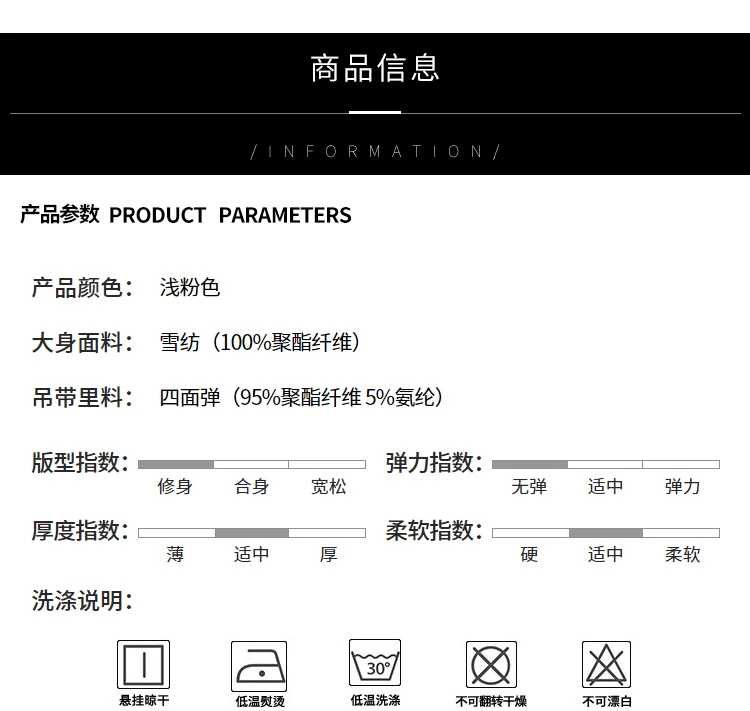 商品信息
/INFORMATION/
产品参数 PRODUCT PARAMETERS
产品颜色： 浅粉色
大身面料： 雪纺（100%聚酯纤维）
吊带里料： 四面弹（95%聚酯纤维 5%氨纶）
版型指数： 弹力指数：
修身 合身 宽松 无弹 适中 弹力
厚度指数： 柔软指数：
薄 适中 厚 硬 适中 柔软
洗涤说明：
30°
悬挂晾干 低温熨烫 低温洗涤 不可翻转干燥 不可漂白